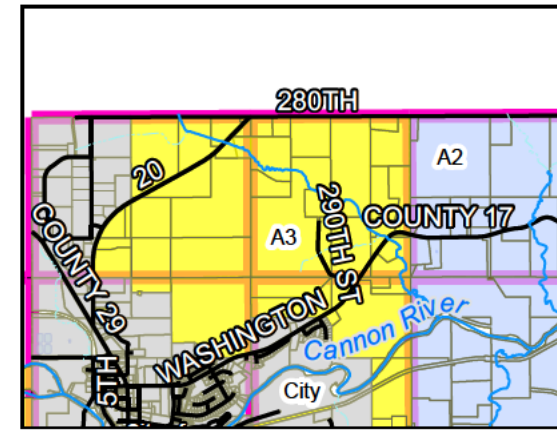 280TH
A2
20
290TH ST
COUNTY 17
COUNTY 29
A3
WASHINGTON
Cannon River
5TH
City